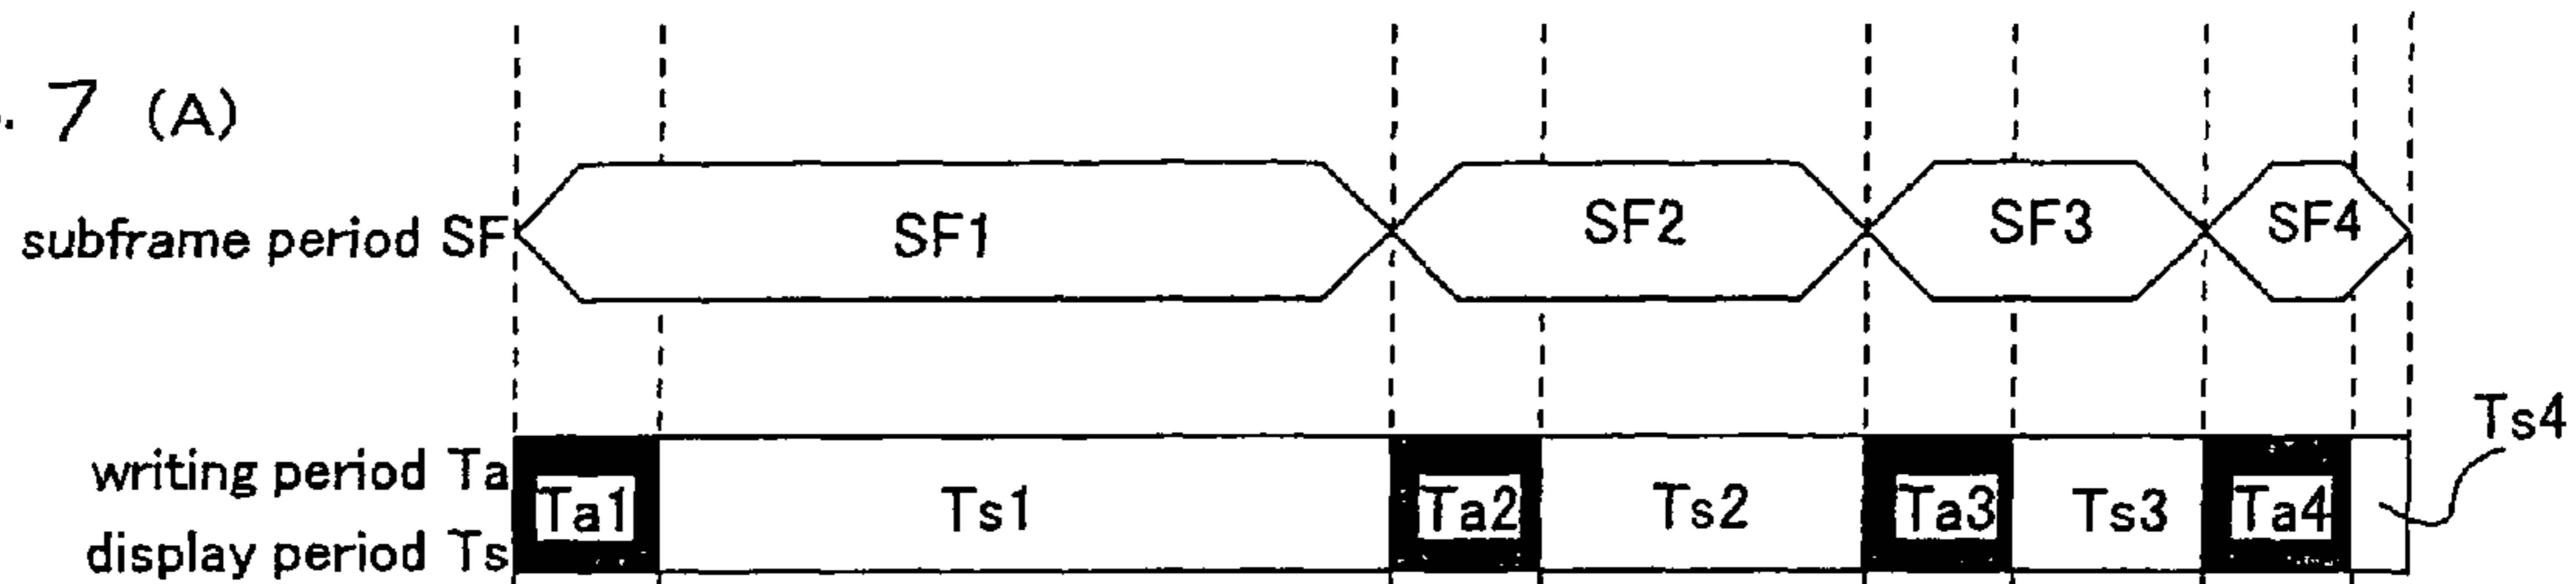 . 7 (A)
subframe period SF SF1 SF2 SF3 SF4
Ts4
writing period Ta
Ta1 Ts1 Ta2 Ts2 Ta3 Ts3 Ta4
display period Ts